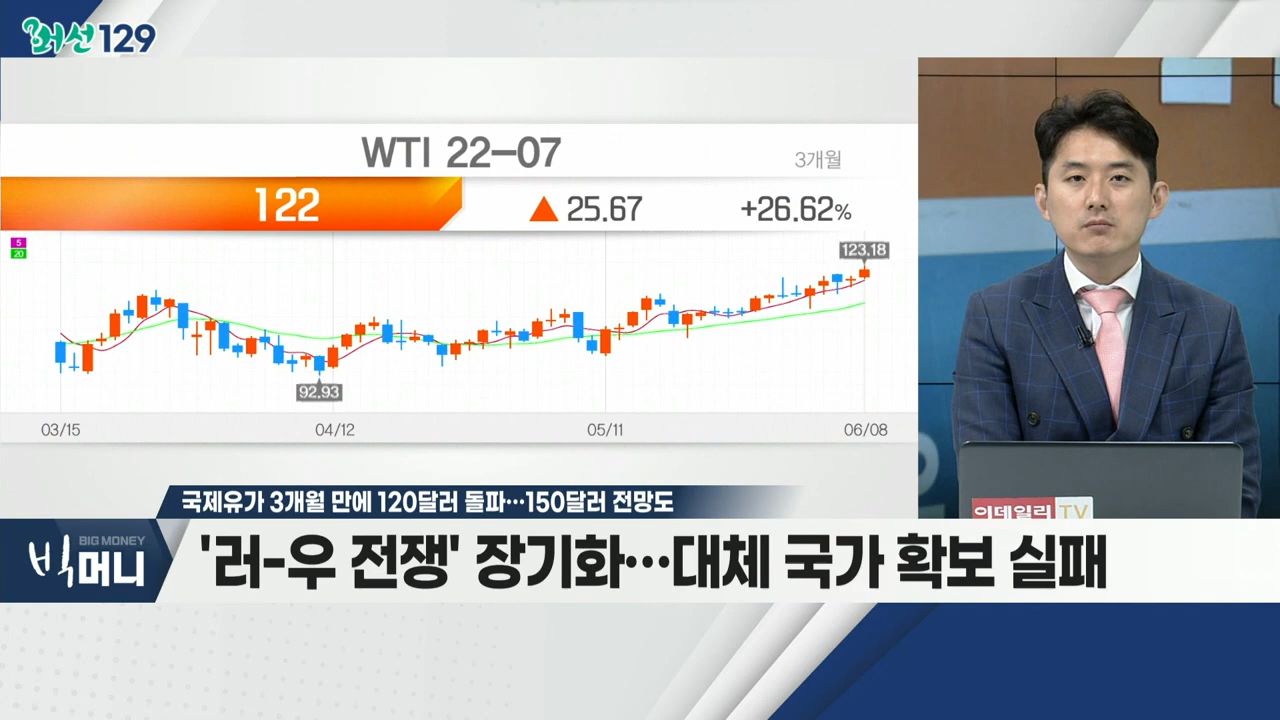 머선129
WTI 22-07
3개월
122
▲ 25.67
+26.62%
5
20
123.18
92.93
03/15
04/12
05/11
06/08
이데일리TV
국제유가 3개월 만에 120달러 돌파…150달러 전망도
BIG MONEY
빅머니
'러-우 전쟁' 장기화…대체 국가 확보 실패